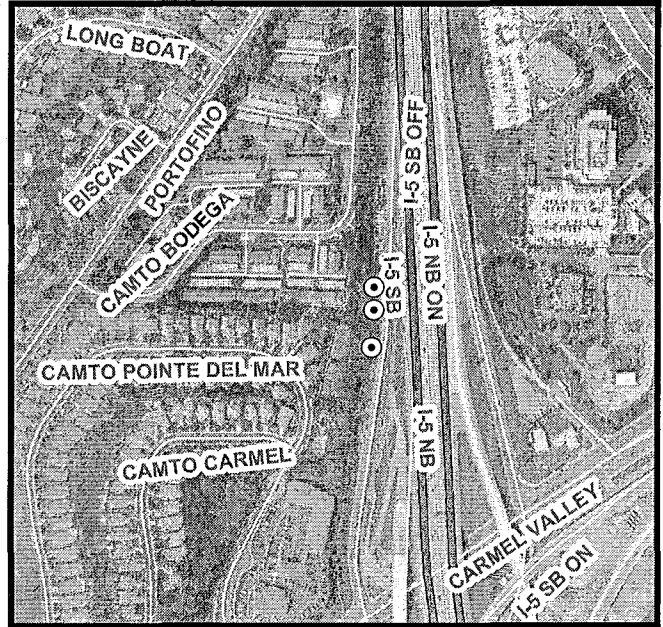 LONG BOAT
BISCAYNE
PORTOFINO
CAMTO BODEGA
I-5 SB OFF
I-5 SB
I-5 NB ON
CAMTO POINTE DEL MAR
CAMTO CARMEL
I-5 NB
CARMEL VALLEY
I-5 SB ON